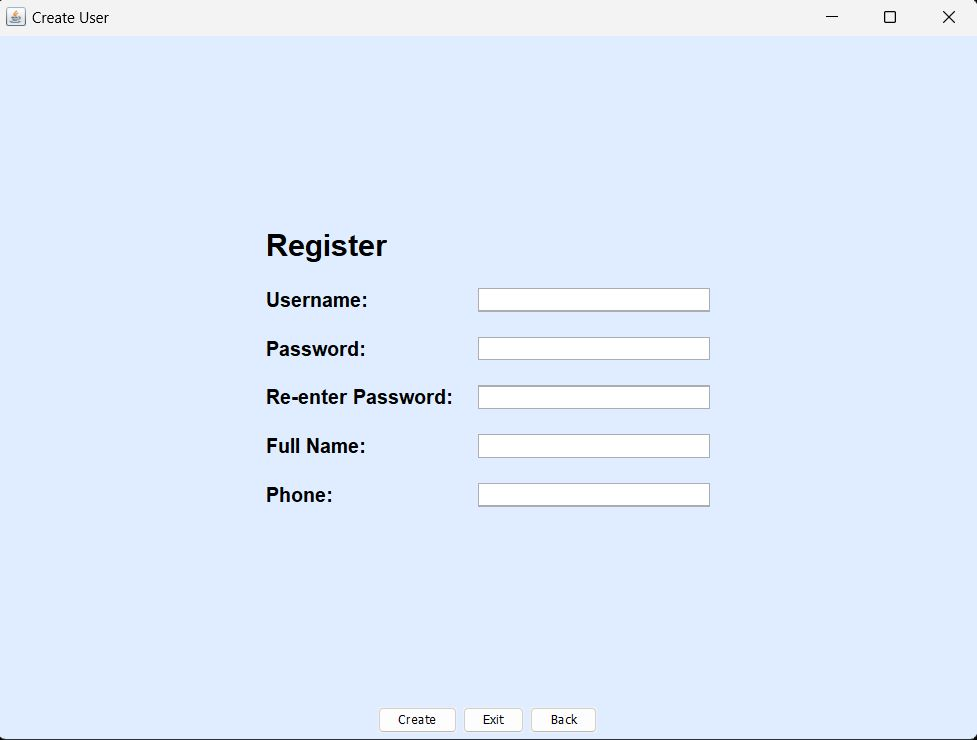 Create User
Register
Username:
Password:
Re-enter Password:
Full Name:
Phone:
Create Exit Back